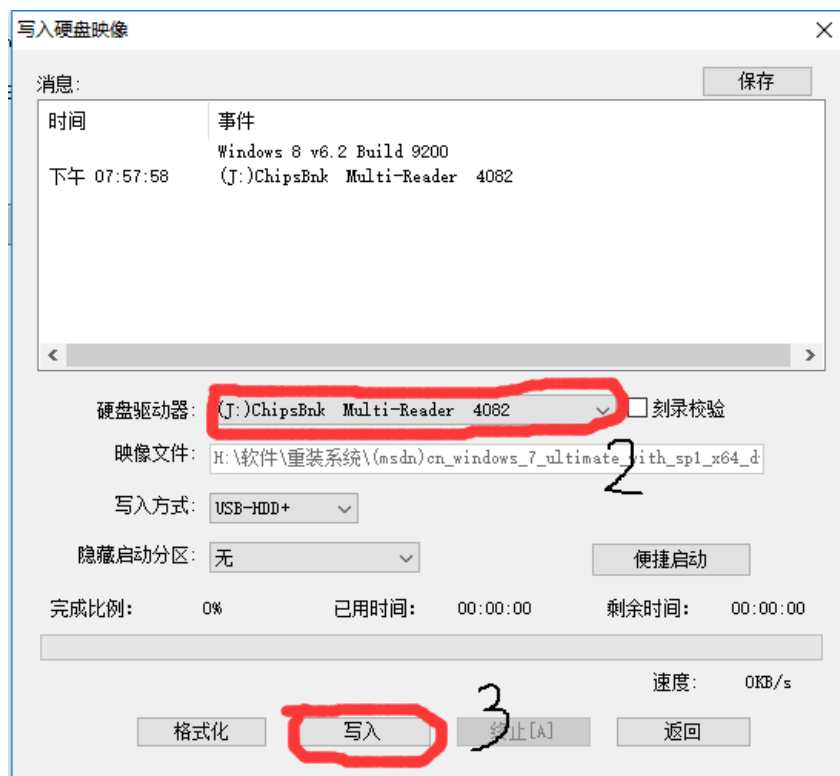 写入硬盘映像
消息:
保存
时间 事件
Windows 8 v6.2 Build 9200
下午 07:57:58 (J:)ChipsBnk Multi-Reader 4082
硬盘驱动器: (J:)ChipsBnk Multi-Reader 4082 刻录校验
映像文件: H:\软件\重装系统\(msdn)cn_windows_7_ultimate_with_sp1_x64_d
2
写入方式: USB-HDD+
隐藏启动分区: 无 便捷启动
完成比例: 0% 已用时间: 00:00:00 剩余时间: 00:00:00
速度: 0KB/s
3
格式化 写入 终止[A] 返回